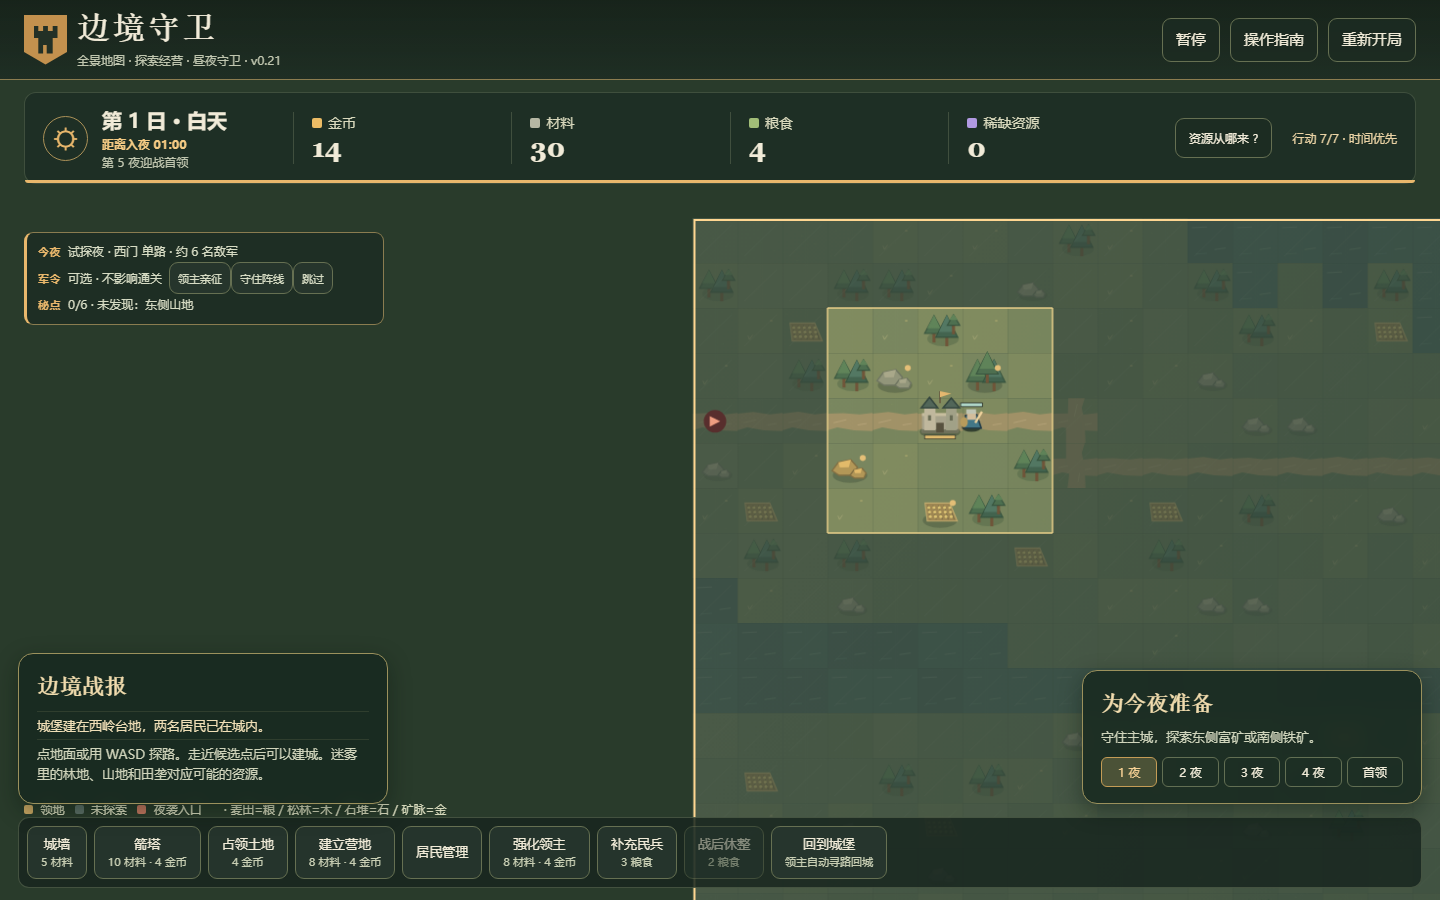 边境守卫
全景地图 · 探索经营 · 昼夜守卫 · v0.21
暂停
操作指南
重新开局
第 1 日 · 白天
距离入夜 01:00
第 5 夜迎战首领
金币
14
材料
30
粮食
4
稀缺资源
0
资源从哪来？
行动 7/7 · 时间优先
今夜 试探夜 · 西门 单路 · 约 6 名敌军
军令 可选 · 不影响通关 领主亲征 守住阵线 跳过
秘点 0/6 · 未发现：东侧山地
边境战报
城堡建在西岭台地，两名居民已在城内。
点地面或用 WASD 探路。走近候选点后可以建城。迷雾
里的林地、山地和田垄对应可能的资源。
领地 未探索 夜袭入口 · 麦田=粮 / 松林=木 / 石堆=石 / 矿脉=金
为今夜准备
守住主城，探索东侧富矿或南侧铁矿。
1 夜
2 夜
3 夜
4 夜
首领
城墙
5 材料
箭塔
10 材料 · 4 金币
占领土地
4 金币
建立营地
8 材料 · 4 金币
居民管理
强化领主
8 材料 · 4 金币
补充民兵
3 粮食
战后休整
2 粮食
回到城堡
领主自动寻路回城